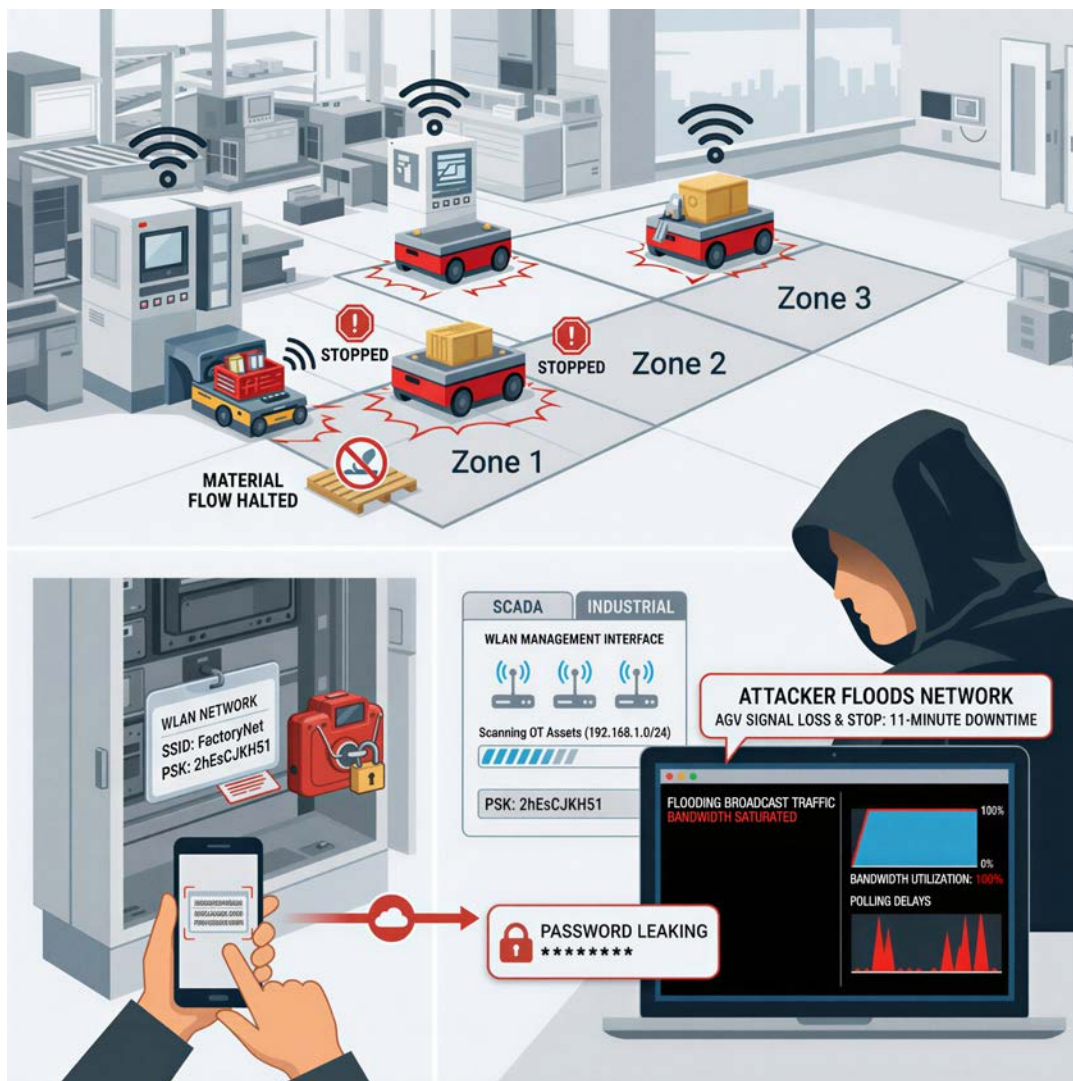 STOPPED
STOPPED
Zone 3
Zone 2
Zone 1
MATERIAL
FLOW HALTED
WLAN NETWORK
SSID: FactoryNet
PSK: 2hEsCJKH51
SCADA
INDUSTRIAL
WLAN MANAGEMENT INTERFACE
Scanning OT Assets (192.168.1.0/24)
PSK: 2hEsCJKH51
ATTACKER FLOODS NETWORK
AGV SIGNAL LOSS & STOP: 11-MINUTE DOWNTIME
FLOODING BROADCAST TRAFFIC
BANDWIDTH SATURATED
100%
0%
BANDWIDTH UTILIZATION: 100%
POLLING DELAYS
PASSWORD LEAKING
********